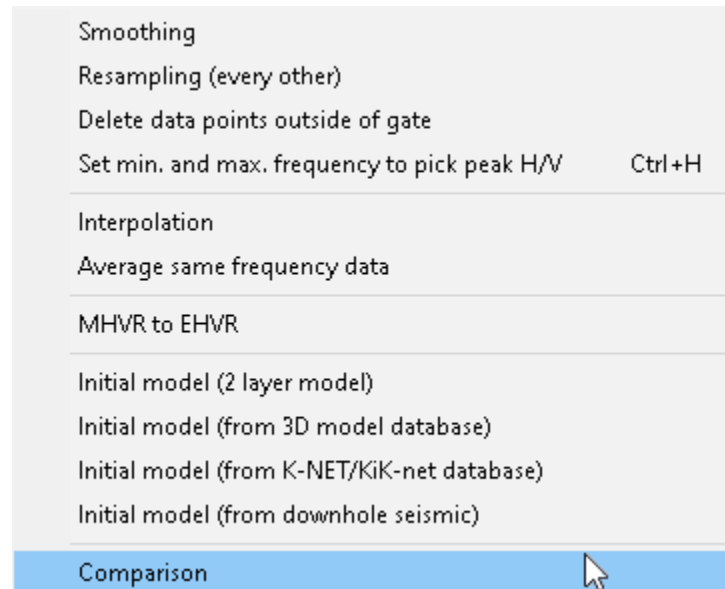 Smoothing
Resampling (every other)
Delete data points outside of gate
Set min. and max. frequency to pick peak H/V Ctrl+H
Interpolation
Average same frequency data
MHVR to EHVR
Initial model (2 layer model)
Initial model (from 3D model database)
Initial model (from K-NET/KiK-net database)
Initial model (from downhole seismic)
Comparison